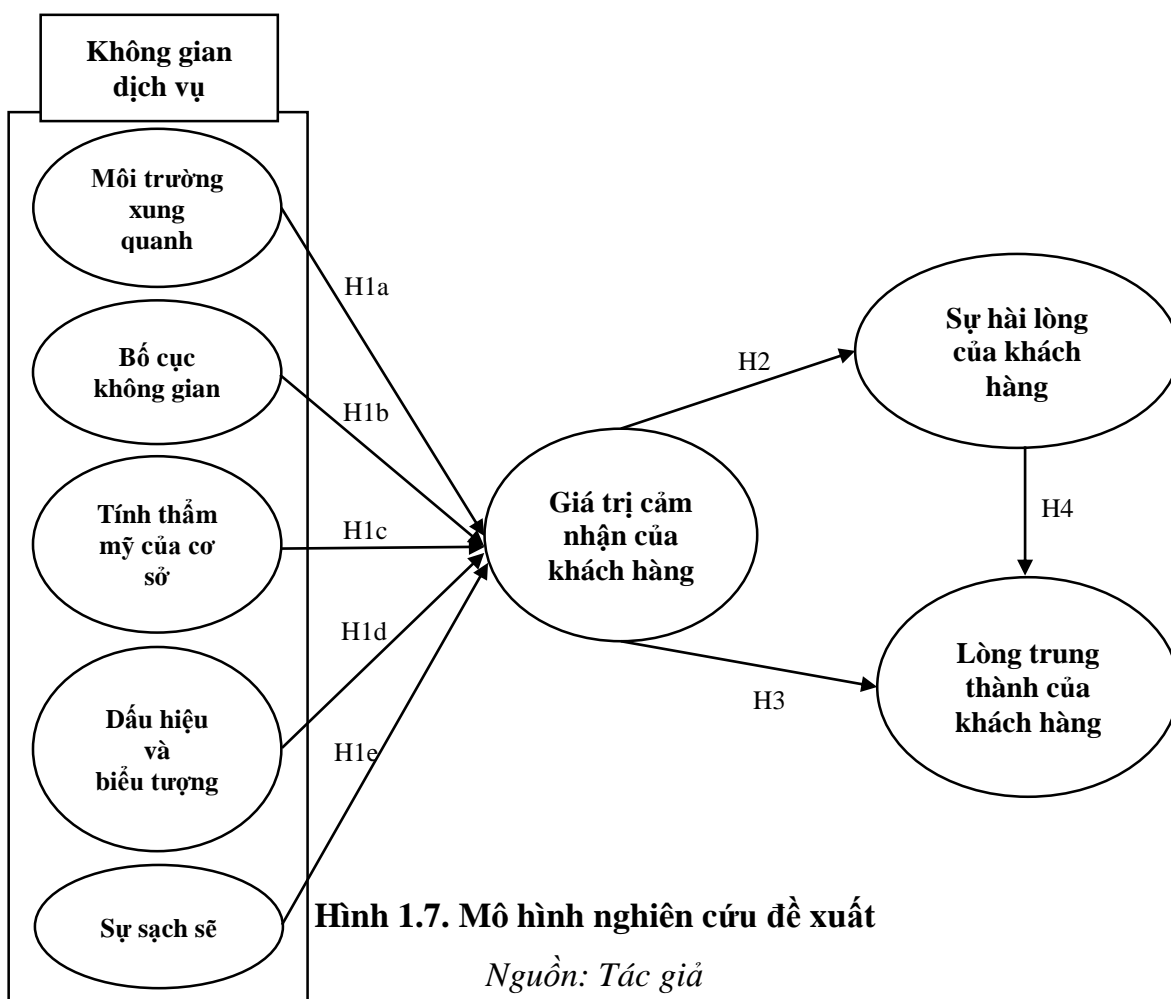 Không gian
dịch vụ
Môi trường
xung
quanh
H1a
Bố cục
không gian
H1b
Tính thẩm
mỹ của cơ
sở
H1c
Dấu hiệu
và
biểu tượng
H1d
Sự sạch sẽ
H1e
Giá trị cảm
nhận của
khách hàng
H2
Sự hài lòng
của khách
hàng
H3
H4
Lòng trung
thành của
khách hàng
Hình 1.7. Mô hình nghiên cứu đề xuất
Nguồn: Tác giả